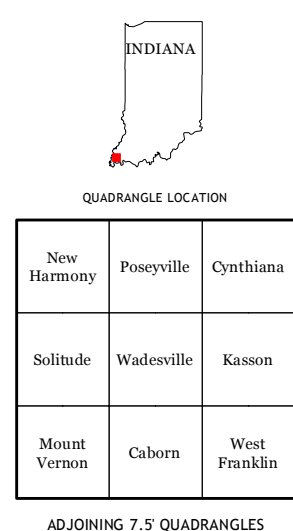 INDIANA
QUADRANGLE LOCATION
New
Harmony
Poseyville
Cynthiana
Solitude
Wadesville
Kasson
Mount
Vernon
Caborn
West
Franklin
ADJOINING 7.5' QUADRANGLES